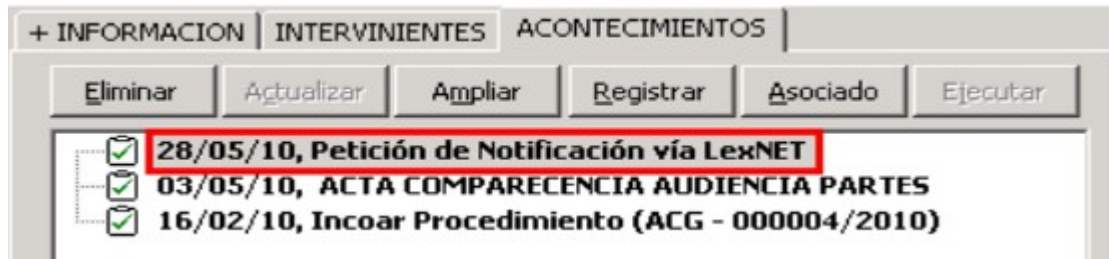 + INFORMACION INTERVINIENTES ACONTECIMIENTOS
Eliminar Actualizar Ampliar Registrar Asociado Ejecutar
28/05/10, Petición de Notificación vía LexNET
03/05/10, ACTA COMPARECENCIA AUDIENCIA PARTES
16/02/10, Incoar Procedimiento (ACG - 000004/2010)